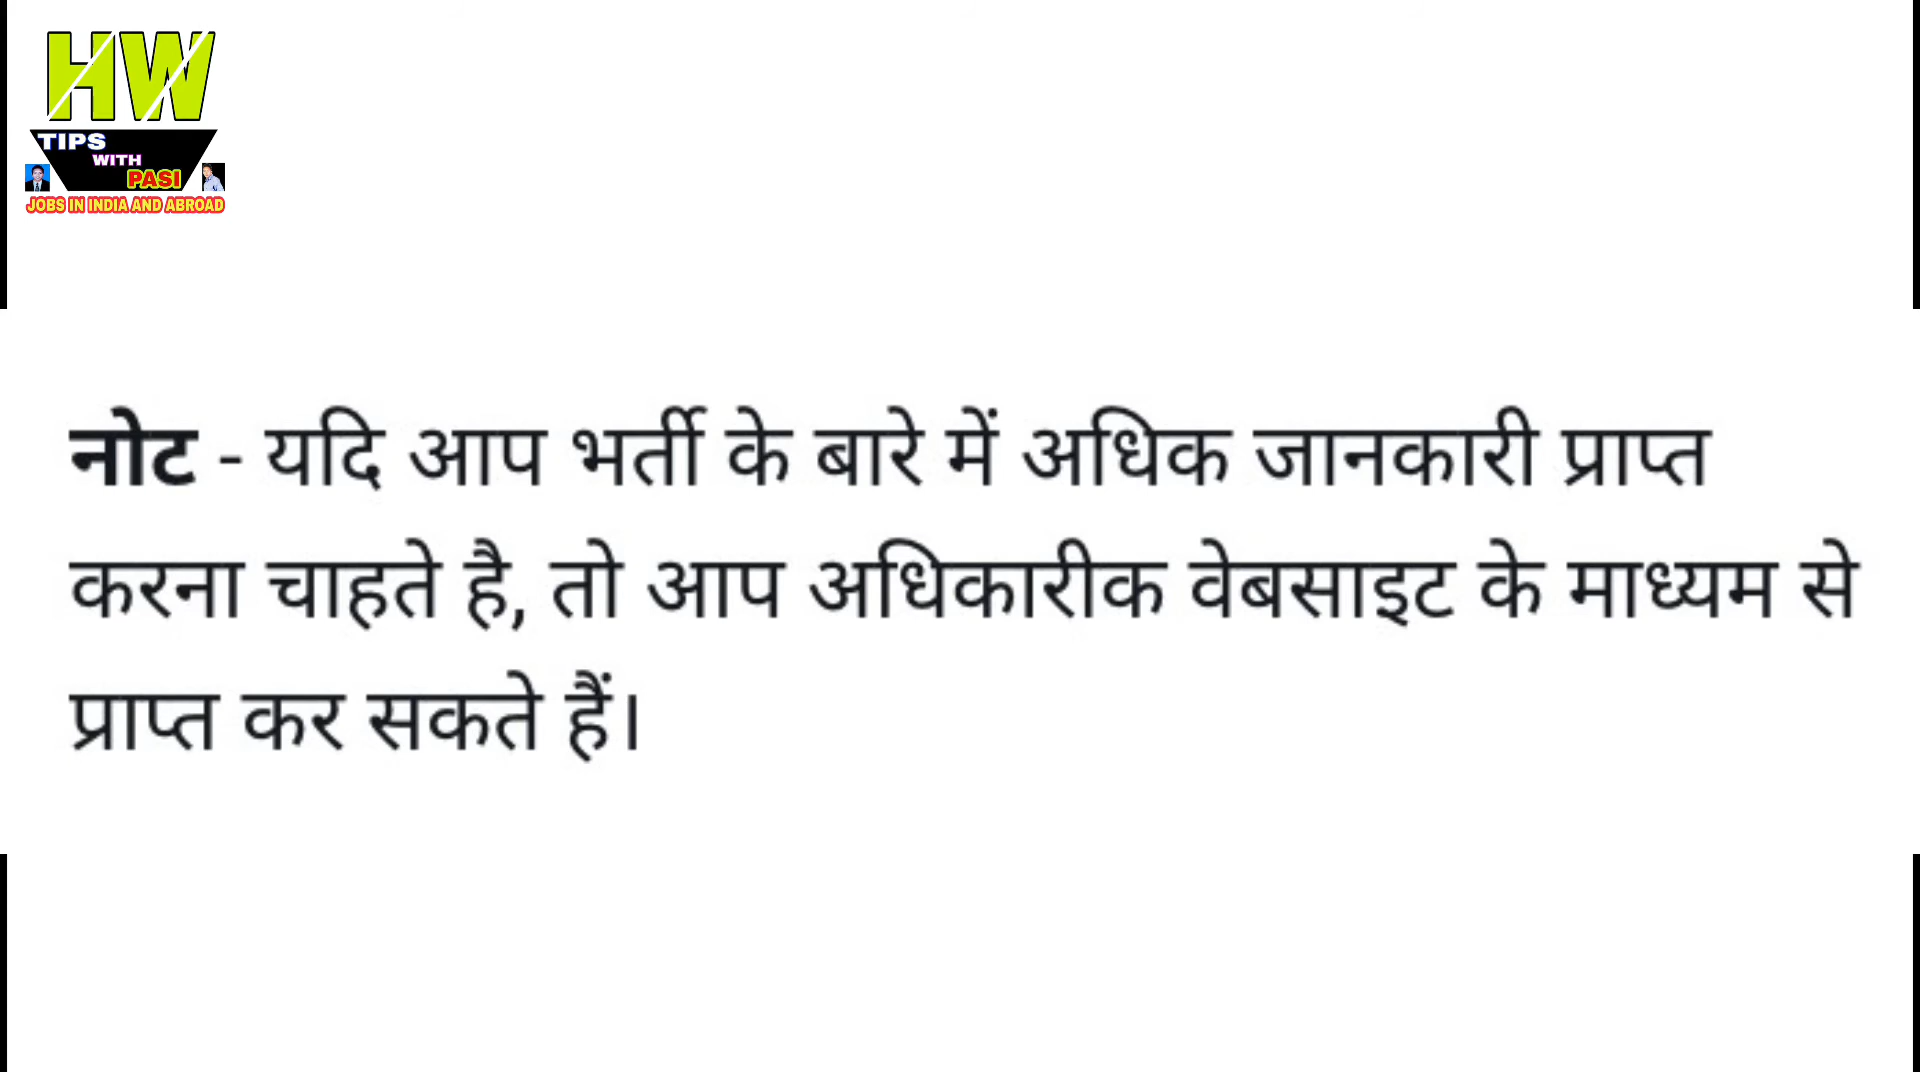 HW
TIPS
WITH
PASI
JOBS IN INDIA AND ABROAD
नोट - यदि आप भर्ती के बारे में अधिक जानकारी प्राप्त
करना चाहते है, तो आप अधिकारीक वेबसाइट के माध्यम से
प्राप्त कर सकते हैं।